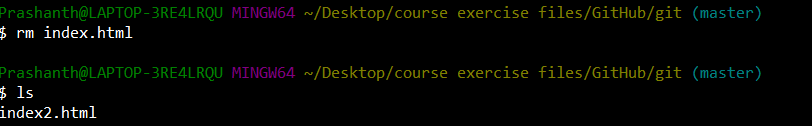 Prashanth@LAPTOP-3RE4LRQU MINGW64 ~/Desktop/course exercise files/GitHub/git (master)
$ rm index.html
Prashanth@LAPTOP-3RE4LRQU MINGW64 ~/Desktop/course exercise files/GitHub/git (master)
$ ls
index2.html